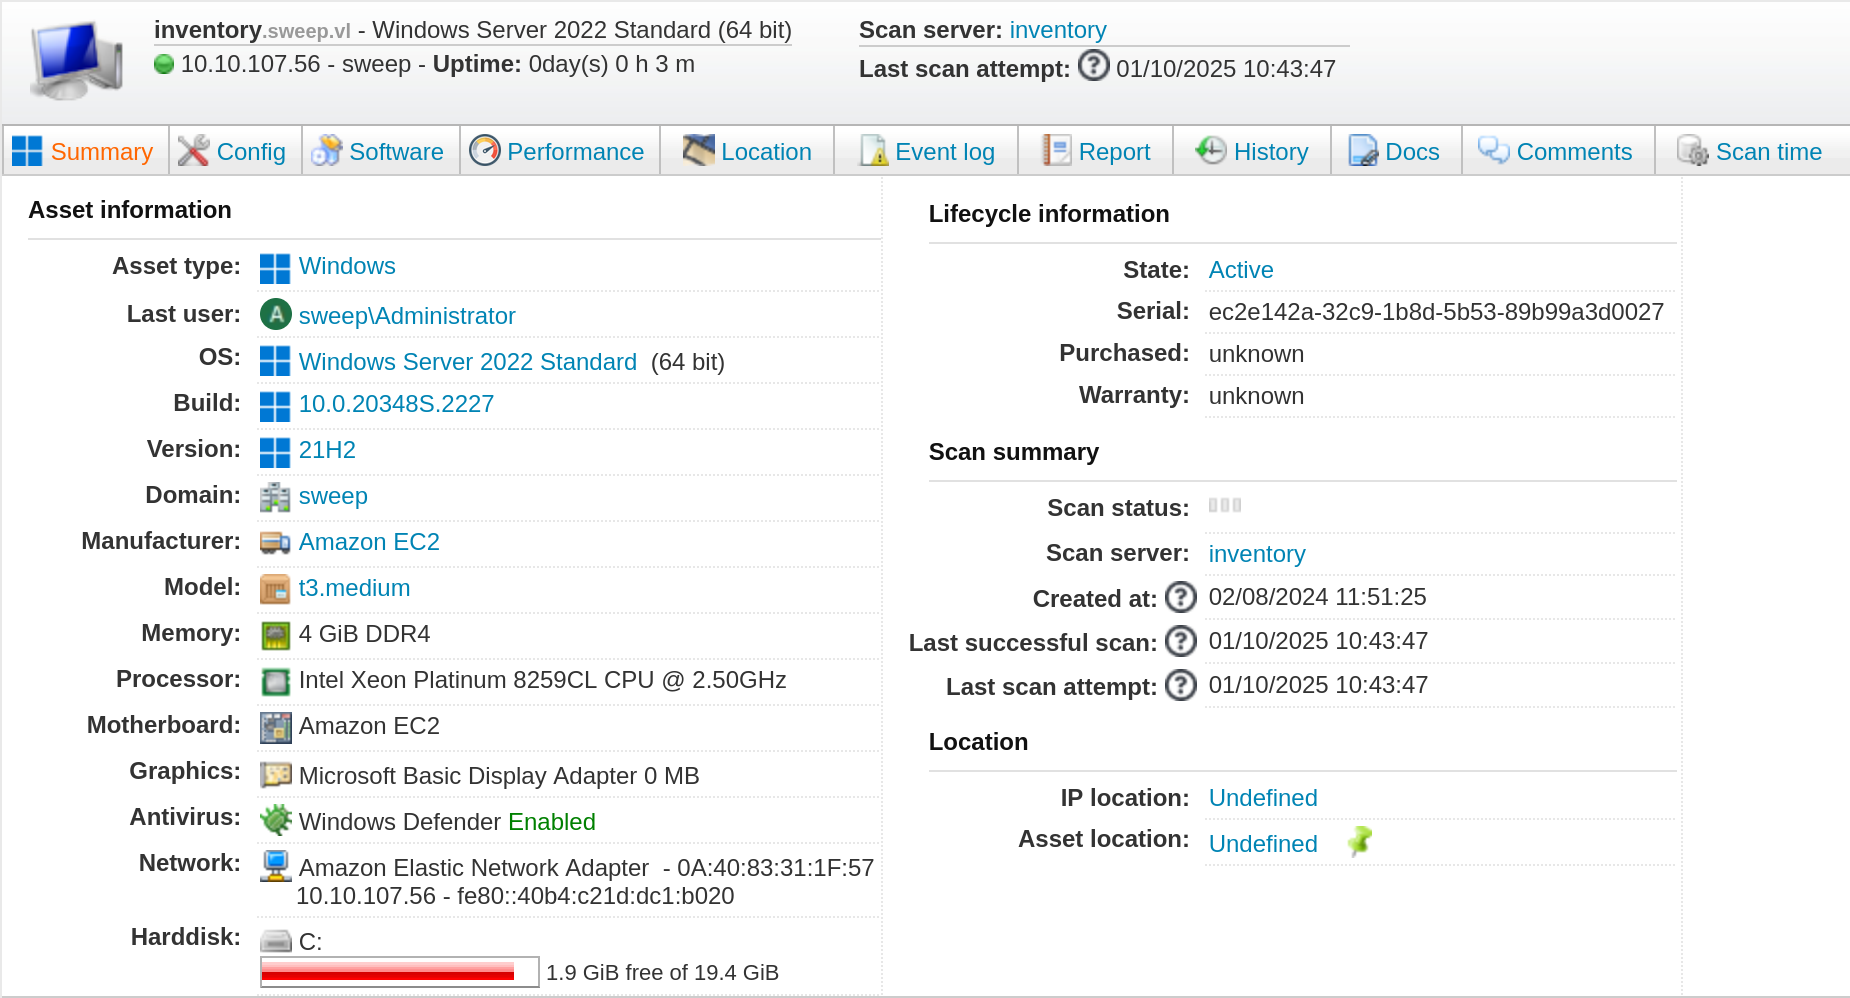 inventory.sweep.vl - Windows Server 2022 Standard (64 bit)
10.10.107.56 - sweep - Uptime: 0day(s) 0 h 3 m
Scan server: inventory
Last scan attempt: ? 01/10/2025 10:43:47
Summary Config Software Performance Location Event log Report History Docs Comments Scan time
Asset information
Asset type: Windows
Last user: A sweep\Administrator
OS: Windows Server 2022 Standard (64 bit)
Build: 10.0.20348S.2227
Version: 21H2
Domain: sweep
Manufacturer: Amazon EC2
Model: t3.medium
Memory: 4 GiB DDR4
Processor: Intel Xeon Platinum 8259CL CPU @ 2.50GHz
Motherboard: Amazon EC2
Graphics: Microsoft Basic Display Adapter 0 MB
Antivirus: Windows Defender Enabled
Network: Amazon Elastic Network Adapter - 0A:40:83:31:1F:57
10.10.107.56 - fe80::40b4:c21d:dc1:b020
Harddisk: C:
1.9 GiB free of 19.4 GiB
Lifecycle information
State: Active
Serial: ec2e142a-32c9-1b8d-5b53-89b99a3d0027
Purchased: unknown
Warranty: unknown
Scan summary
Scan status:
Scan server: inventory
Created at: ? 02/08/2024 11:51:25
Last successful scan: ? 01/10/2025 10:43:47
Last scan attempt: ? 01/10/2025 10:43:47
Location
IP location: Undefined
Asset location: Undefined